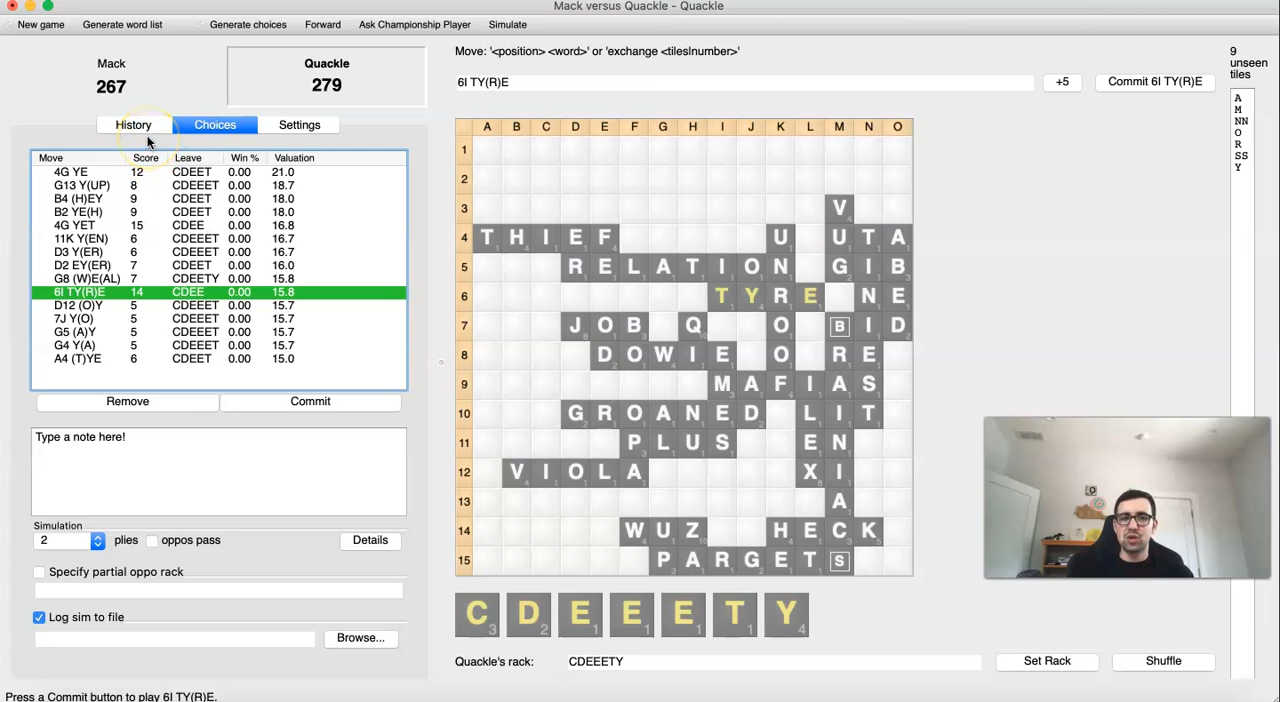 Mack versus Quackle - Quackle
New game Generate word list Generate choices Forward Ask Championship Player Simulate
Mack
267
Quackle
279
Move: '<position> <word>' or 'exchange <tiles|number>'
6I TY(R)E +5 Commit 6I TY(R)E
9
unseen
tiles
A
M
NN
O
R
SS
Y
History Choices Settings
Move Score Leave Win % Valuation
4G YE 12 CDEET 0.00 21.0
G13 Y(UP) 8 CDEEET 0.00 18.7
B4 (H)EY 9 CDEET 0.00 18.0
B2 YE(H) 9 CDEET 0.00 18.0
4G YET 15 CDEE 0.00 16.8
11K Y(EN) 6 CDEEET 0.00 16.7
D3 Y(ER) 6 CDEEET 0.00 16.7
D2 EY(ER) 7 CDEET 0.00 16.0
G8 (W)E(AL) 7 CDEETY 0.00 15.8
6I TY(R)E 14 CDEE 0.00 15.8
D12 (O)Y 5 CDEEET 0.00 15.7
7J Y(O) 5 CDEEET 0.00 15.7
G5 (A)Y 5 CDEEET 0.00 15.7
G4 Y(A) 5 CDEEET 0.00 15.7
A4 (T)YE 6 CDEET 0.00 15.0
Remove Commit
Type a note here!
Simulation
2 plies oppos pass Details
Specify partial oppo rack
Log sim to file
Browse...
A B C D E F G H I J K L M N O
1
2
3 V
4 T H I E F U U T A
5 R E L A T I O N G I B
6 T Y R E N E
7 J O B Q O B I D
8 D O W I E O R E
9 M A F I A S
10 G R O A N E D L I T
11 P L U S E N
12 V I O L A X I
13 A
14 F W U Z H E C K
15 P A R G E T S
C D E E E T Y
Quackle's rack: CDEEETY Set Rack Shuffle
Press a Commit button to play 6I TY(R)E.